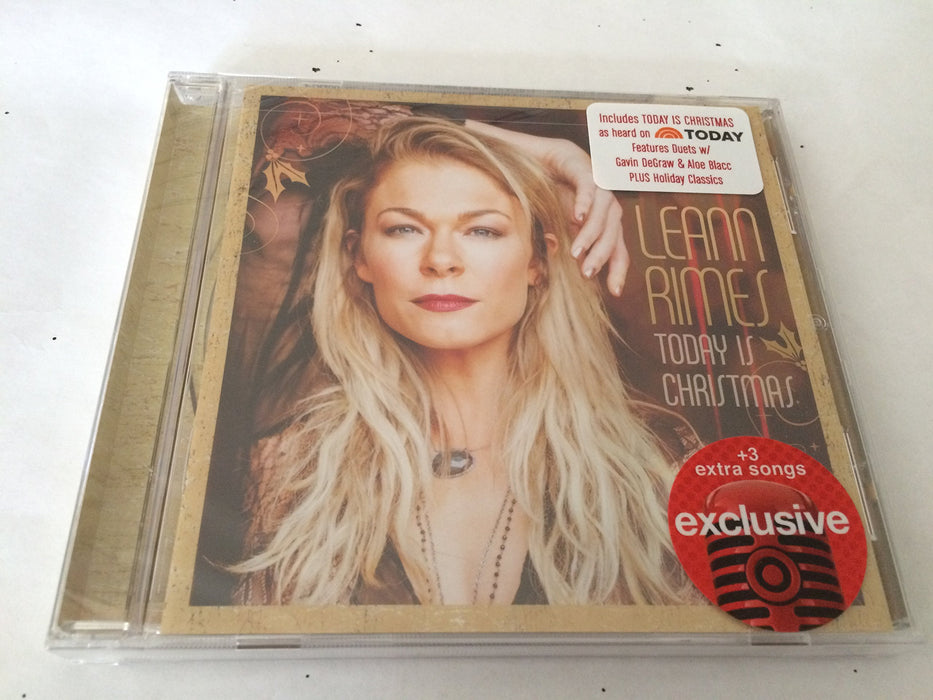 Includes TODAY IS CHRISTMAS
as heard on TODAY
Features Duets w/
Gavin DeGraw & Aloe Blacc
PLUS Holiday Classics
LEANN
RIMES
TODAY IS
CHRISTMAS
+3
extra songs
exclusive